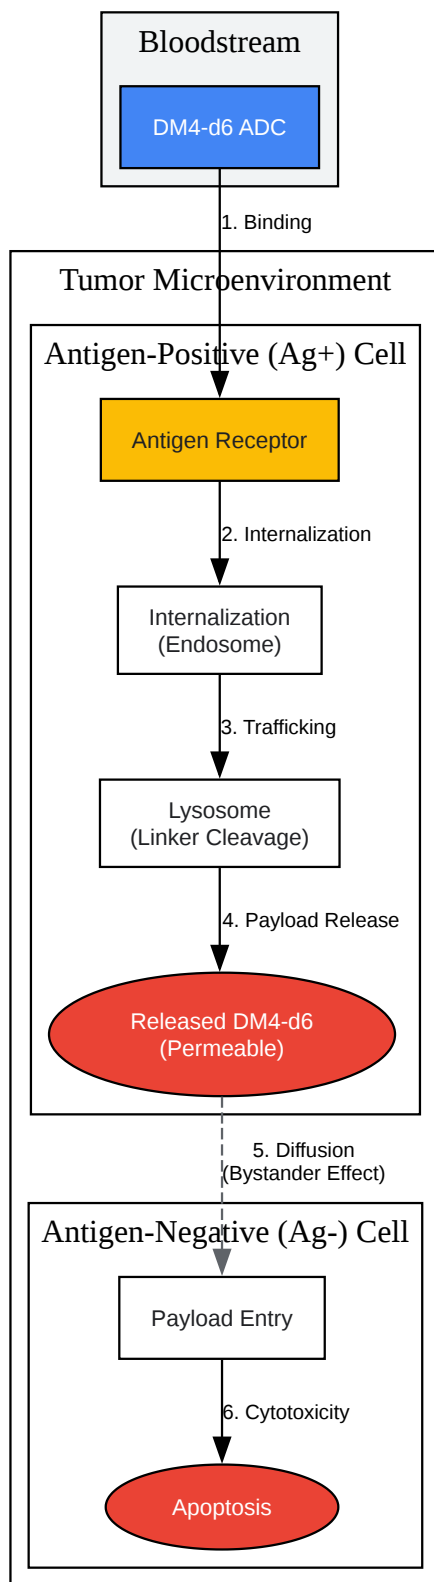 Bloodstream
DM4-d6 ADC
1. Binding
Tumor Microenvironment
Antigen-Positive (Ag+) Cell
Antigen Receptor
2. Internalization
Internalization
(Endosome)
3. Trafficking
Lysosome
(Linker Cleavage)
4. Payload Release
Released DM4-d6
(Permeable)
5. Diffusion
(Bystander Effect)
Antigen-Negative (Ag-) Cell
Payload Entry
6. Cytotoxicity
Apoptosis